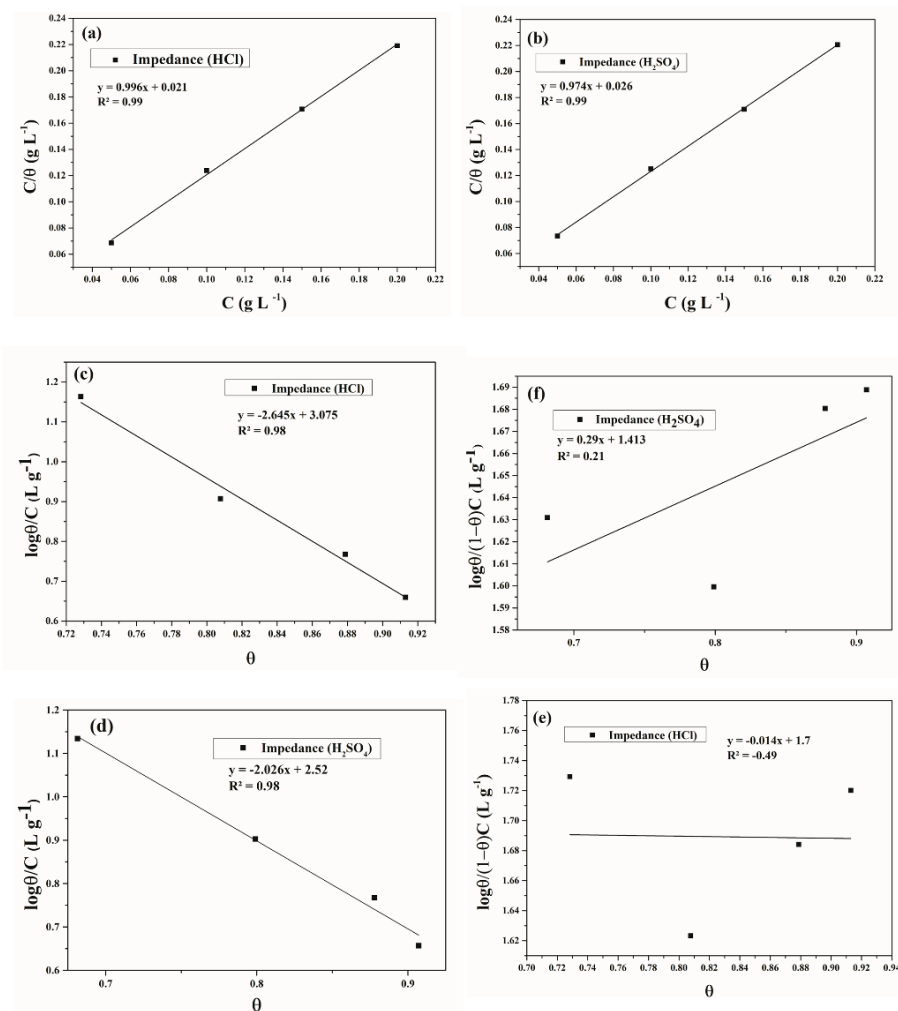 (a)
Impedance (HCl)
y = 0.996x + 0.021
R² = 0.99
0.22
0.20
0.18
0.16
0.14
0.12
0.10
0.08
0.06
C/θ (g L⁻¹)
0.04 0.06 0.08 0.10 0.12 0.14 0.16 0.18 0.20 0.22
C (g L⁻¹)
(b)
Impedance (H₂SO₄)
y = 0.974x + 0.026
R² = 0.99
0.24
0.22
0.20
0.18
0.16
0.14
0.12
0.10
0.08
0.06
C/θ (g L⁻¹)
0.04 0.06 0.08 0.10 0.12 0.14 0.16 0.18 0.20 0.22
C (g L⁻¹)
(c)
Impedance (HCl)
y = -2.645x + 3.075
R² = 0.98
1.2
1.1
1.0
0.9
0.8
0.7
0.6
logθ/C (L g⁻¹)
0.72 0.74 0.76 0.78 0.80 0.82 0.84 0.86 0.88 0.90 0.92
θ
(f)
Impedance (H₂SO₄)
y = 0.29x + 1.413
R² = 0.21
1.69
1.68
1.67
1.66
1.65
1.64
1.63
1.62
1.61
1.60
1.59
1.58
logθ/(1−θ)C (L g⁻¹)
0.7 0.8 0.9
θ
(d)
Impedance (H₂SO₄)
y = -2.026x + 2.52
R² = 0.98
1.2
1.1
1.0
0.9
0.8
0.7
0.6
logθ/C (L g⁻¹)
0.7 0.8 0.9
θ
(e)
Impedance (HCl)
y = -0.014x + 1.7
R² = -0.49
1.78
1.76
1.74
1.72
1.70
1.68
1.66
1.64
1.62
logθ/(1−θ)C (L g⁻¹)
0.70 0.72 0.74 0.76 0.78 0.80 0.82 0.84 0.86 0.88 0.90 0.92 0.94
θ